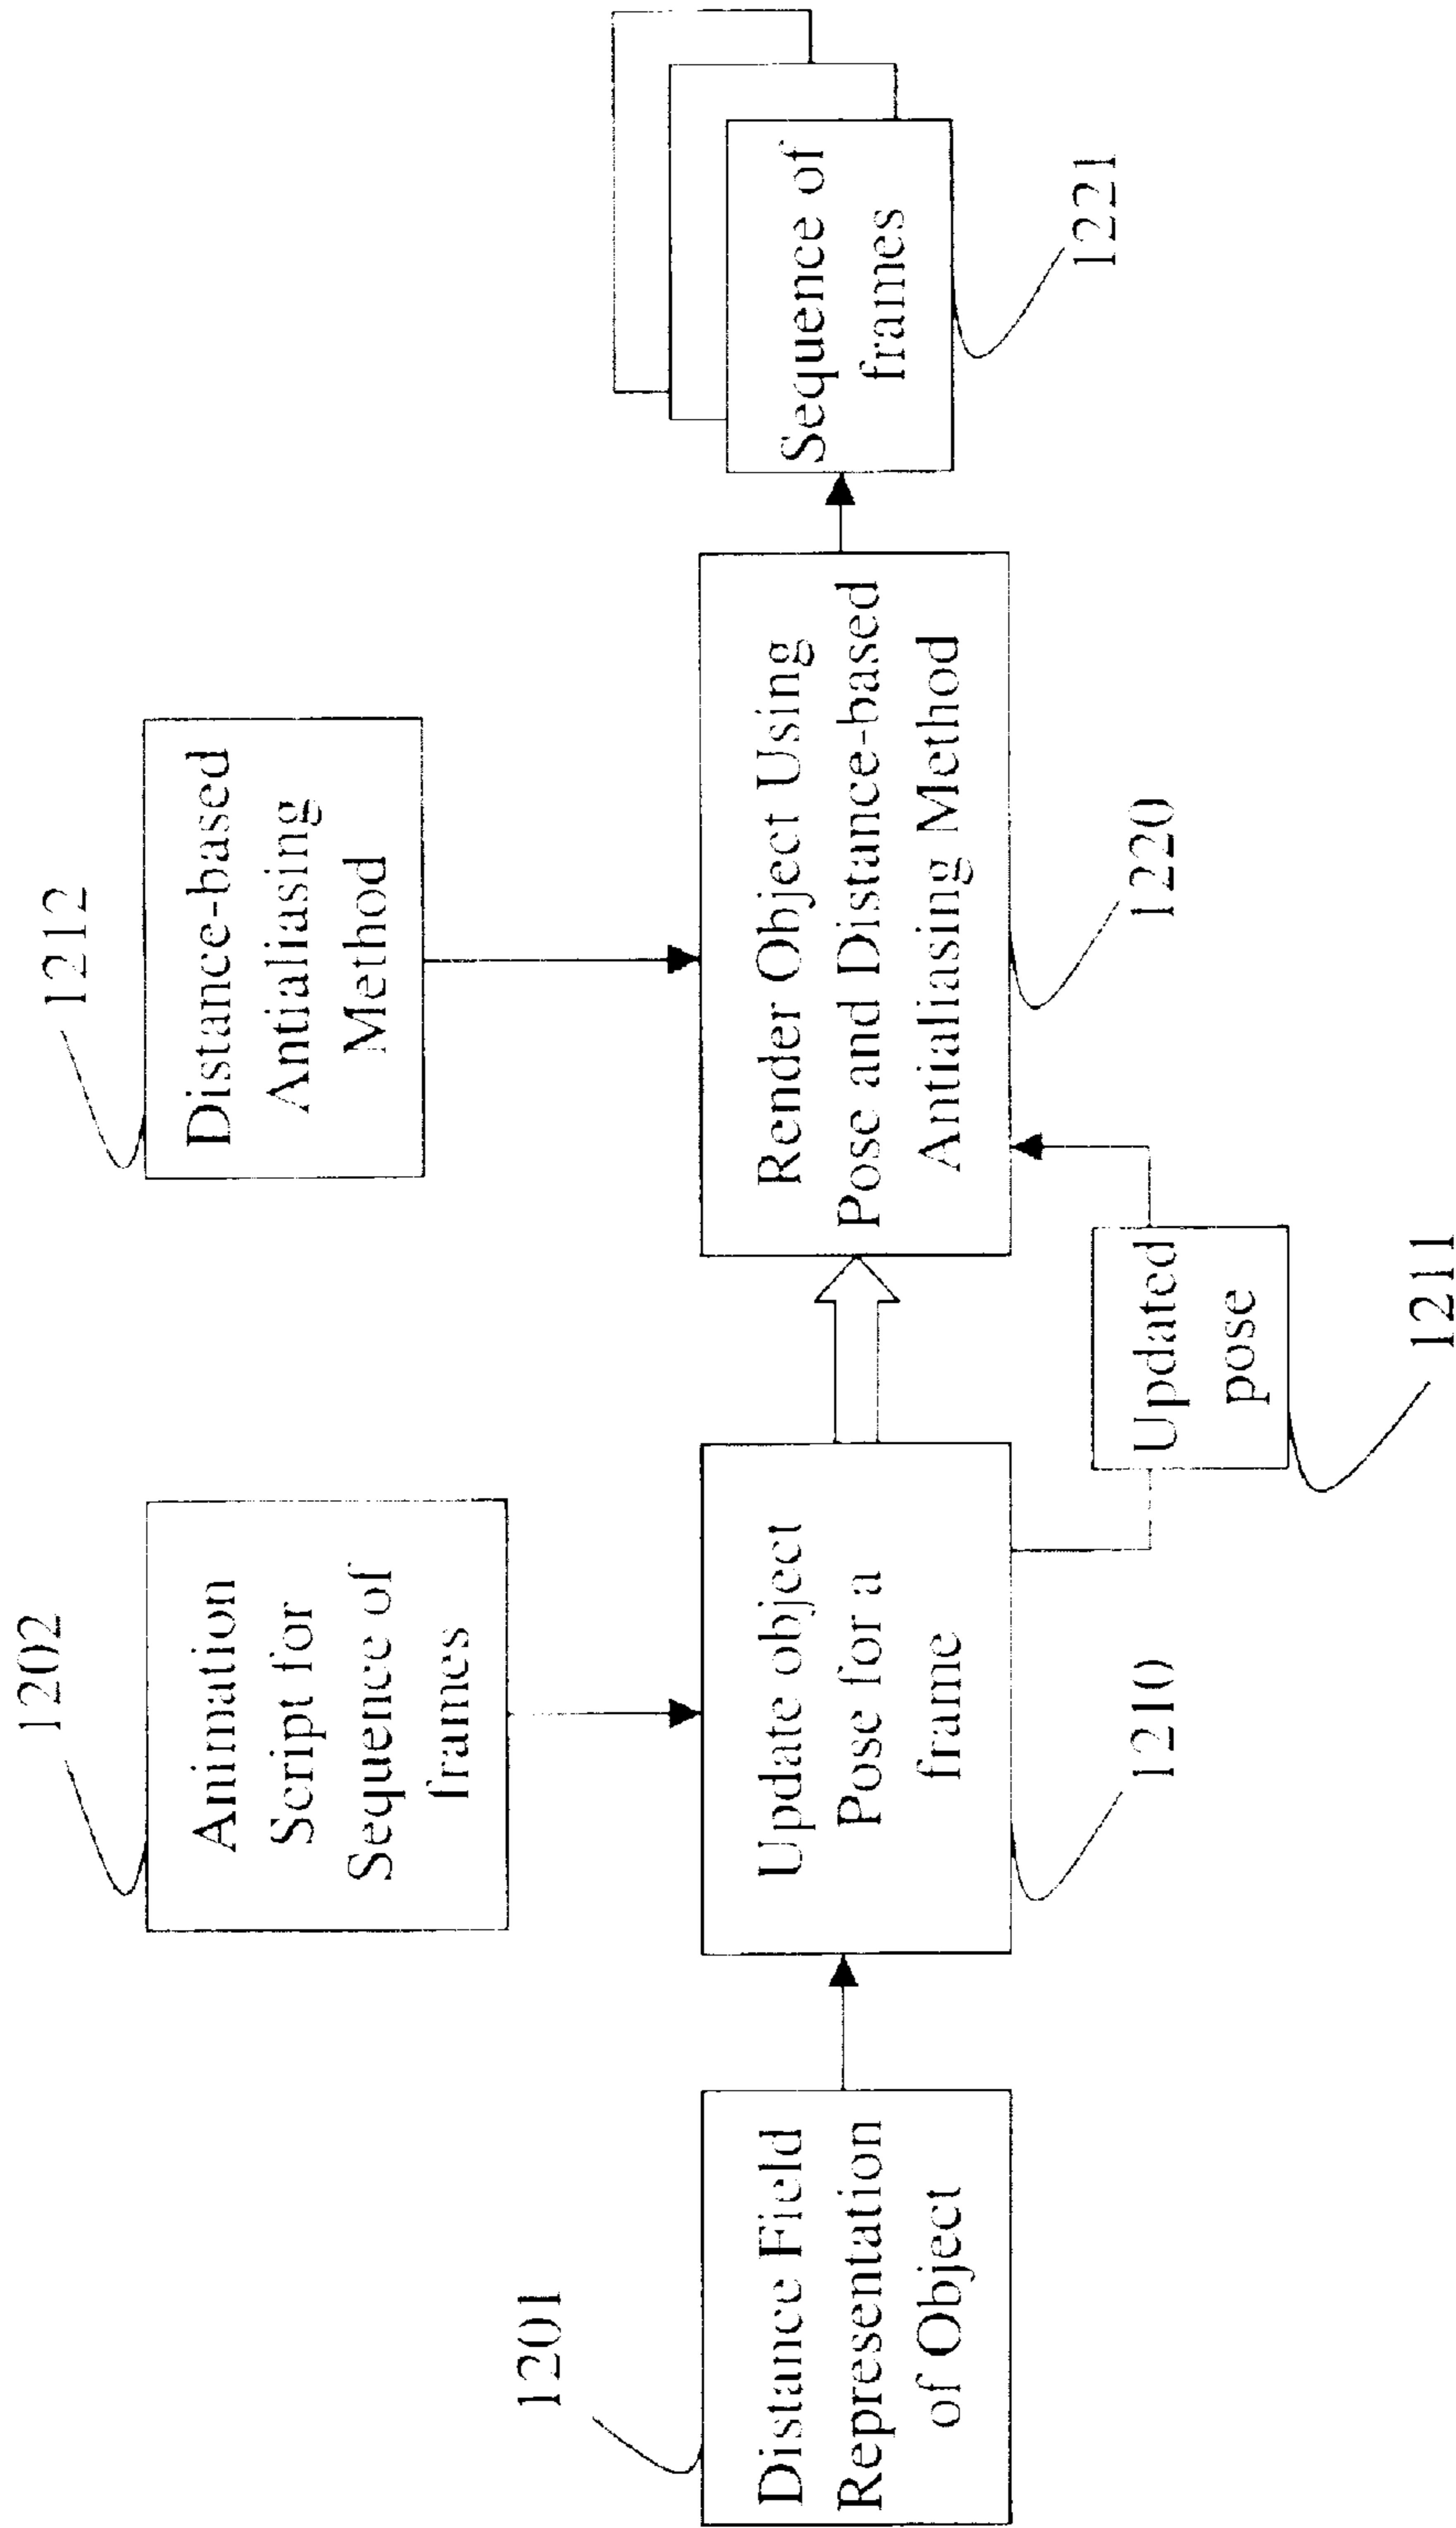 1202
Animation
Script for
Sequence of
frames
1212
Distance-based
Antialiasing
Method
1201
Distance Field
Representation
of Object
Update object
Pose for a
frame
1210
Render Object Using
Pose and Distance-based
Antialiasing Method
1220
Sequence of
frames
1221
Updated
pose
1211